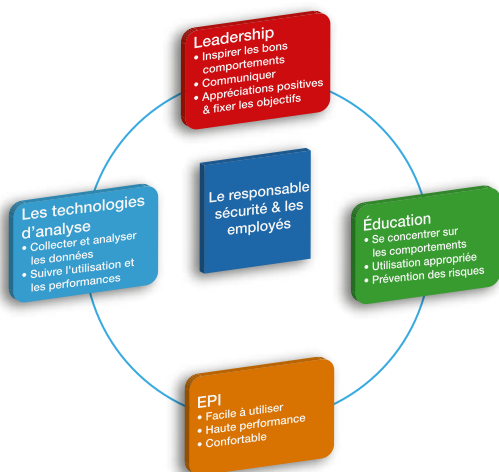 Leadership
• Inspirer les bons
comportements
• Communiquer
• Appréciations positives
& fixer les objectifs
Le responsable
sécurité & les
employés
Les technologies
d'analyse
• Collecter et analyser
les données
• Suivre l'utilisation et
les performances
Éducation
• Se concentrer sur
les comportements
• Utilisation appropriée
• Prévention des risques
EPI
• Facile à utiliser
• Haute performance
• Confortable